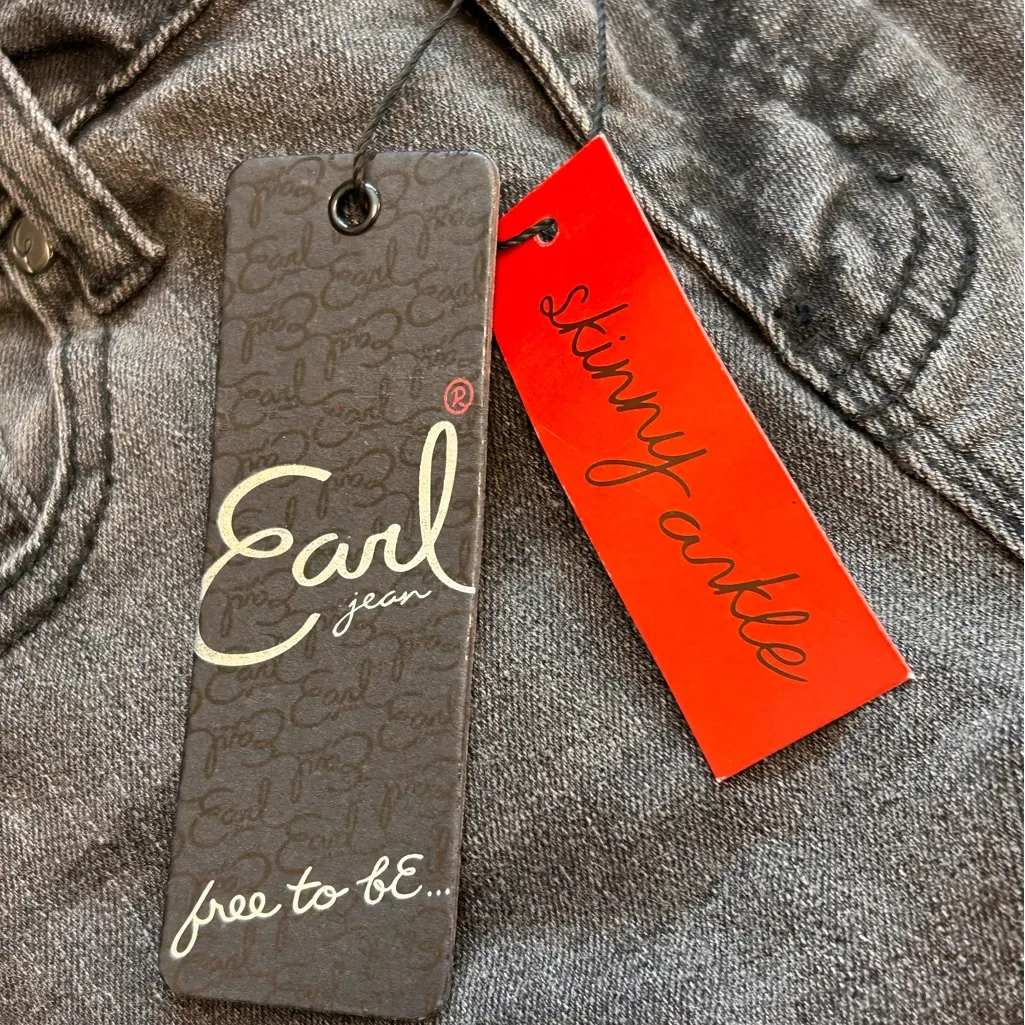 Earl®
jean
free to bE...
skinny ankle